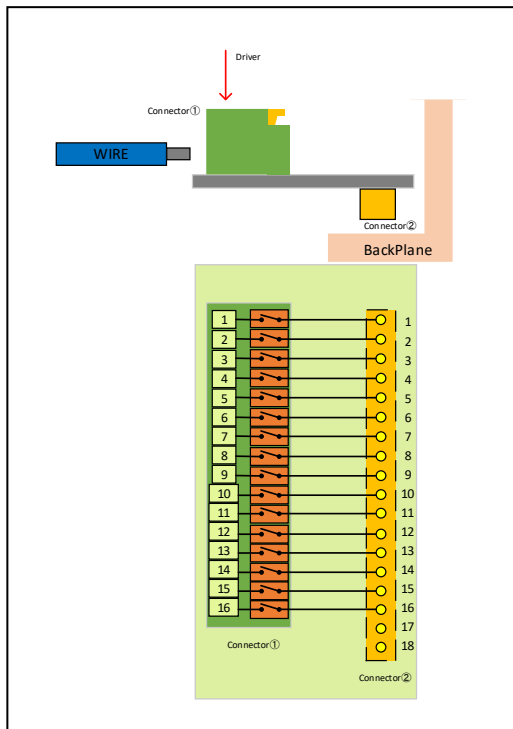 Driver
Connector①
WIRE
Connector②
BackPlane
1 1
2 2
3 3
4 4
5 5
6 6
7 7
8 8
9 9
10 10
11 11
12 12
13 13
14 14
15 15
16 16
17
18
Connector①
Connector②